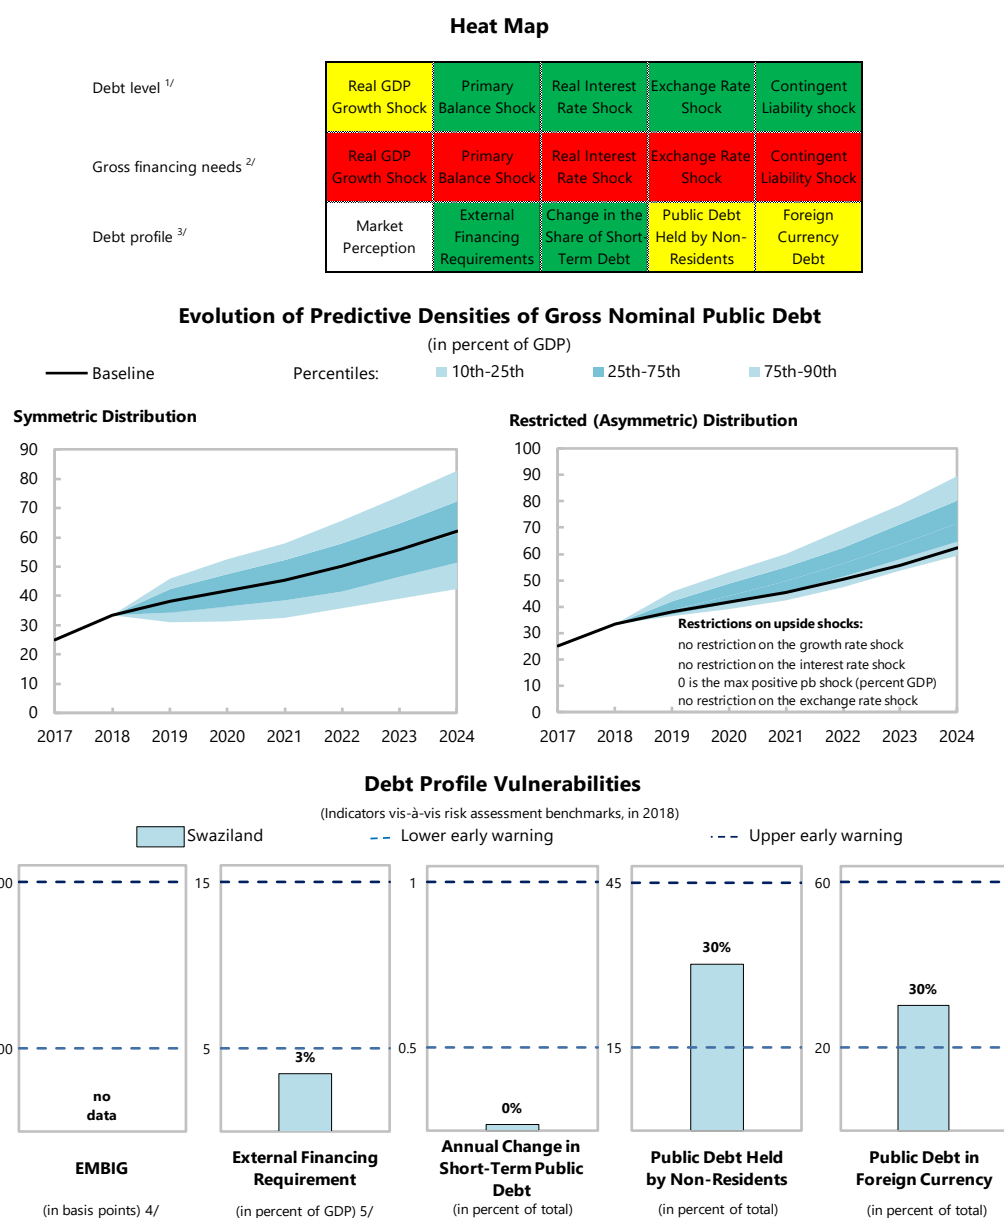 Heat Map
Debt level 1/
Real GDP Growth Shock
Primary Balance Shock
Real Interest Rate Shock
Exchange Rate Shock
Contingent Liability shock
Gross financing needs 2/
Real GDP Growth Shock
Primary Balance Shock
Real Interest Rate Shock
Exchange Rate Shock
Contingent Liability Shock
Debt profile 3/
Market Perception
External Financing Requirements
Change in the Share of Short-Term Debt
Public Debt Held by Non-Residents
Foreign Currency Debt
Evolution of Predictive Densities of Gross Nominal Public Debt
(in percent of GDP)
Baseline
Percentiles:
10th-25th
25th-75th
75th-90th
Symmetric Distribution
90
80
70
60
50
40
30
20
10
0
2017 2018 2019 2020 2021 2022 2023 2024
Restricted (Asymmetric) Distribution
100
90
80
70
60
50
40
30
20
10
0
Restrictions on upside shocks:
no restriction on the growth rate shock
no restriction on the interest rate shock
0 is the max positive pb shock (percent GDP)
no restriction on the exchange rate shock
2017 2018 2019 2020 2021 2022 2023 2024
Debt Profile Vulnerabilities
(Indicators vis-à-vis risk assessment benchmarks, in 2018)
Swaziland
Lower early warning
Upper early warning
00
00
no
data
EMBIG
(in basis points) 4/
15
5
3%
External Financing
Requirement
(in percent of GDP) 5/
1
0.5
0%
Annual Change in
Short-Term Public
Debt
(in percent of total)
45
15
30%
Public Debt Held
by Non-Residents
(in percent of total)
60
20
30%
Public Debt in
Foreign Currency
(in percent of total)